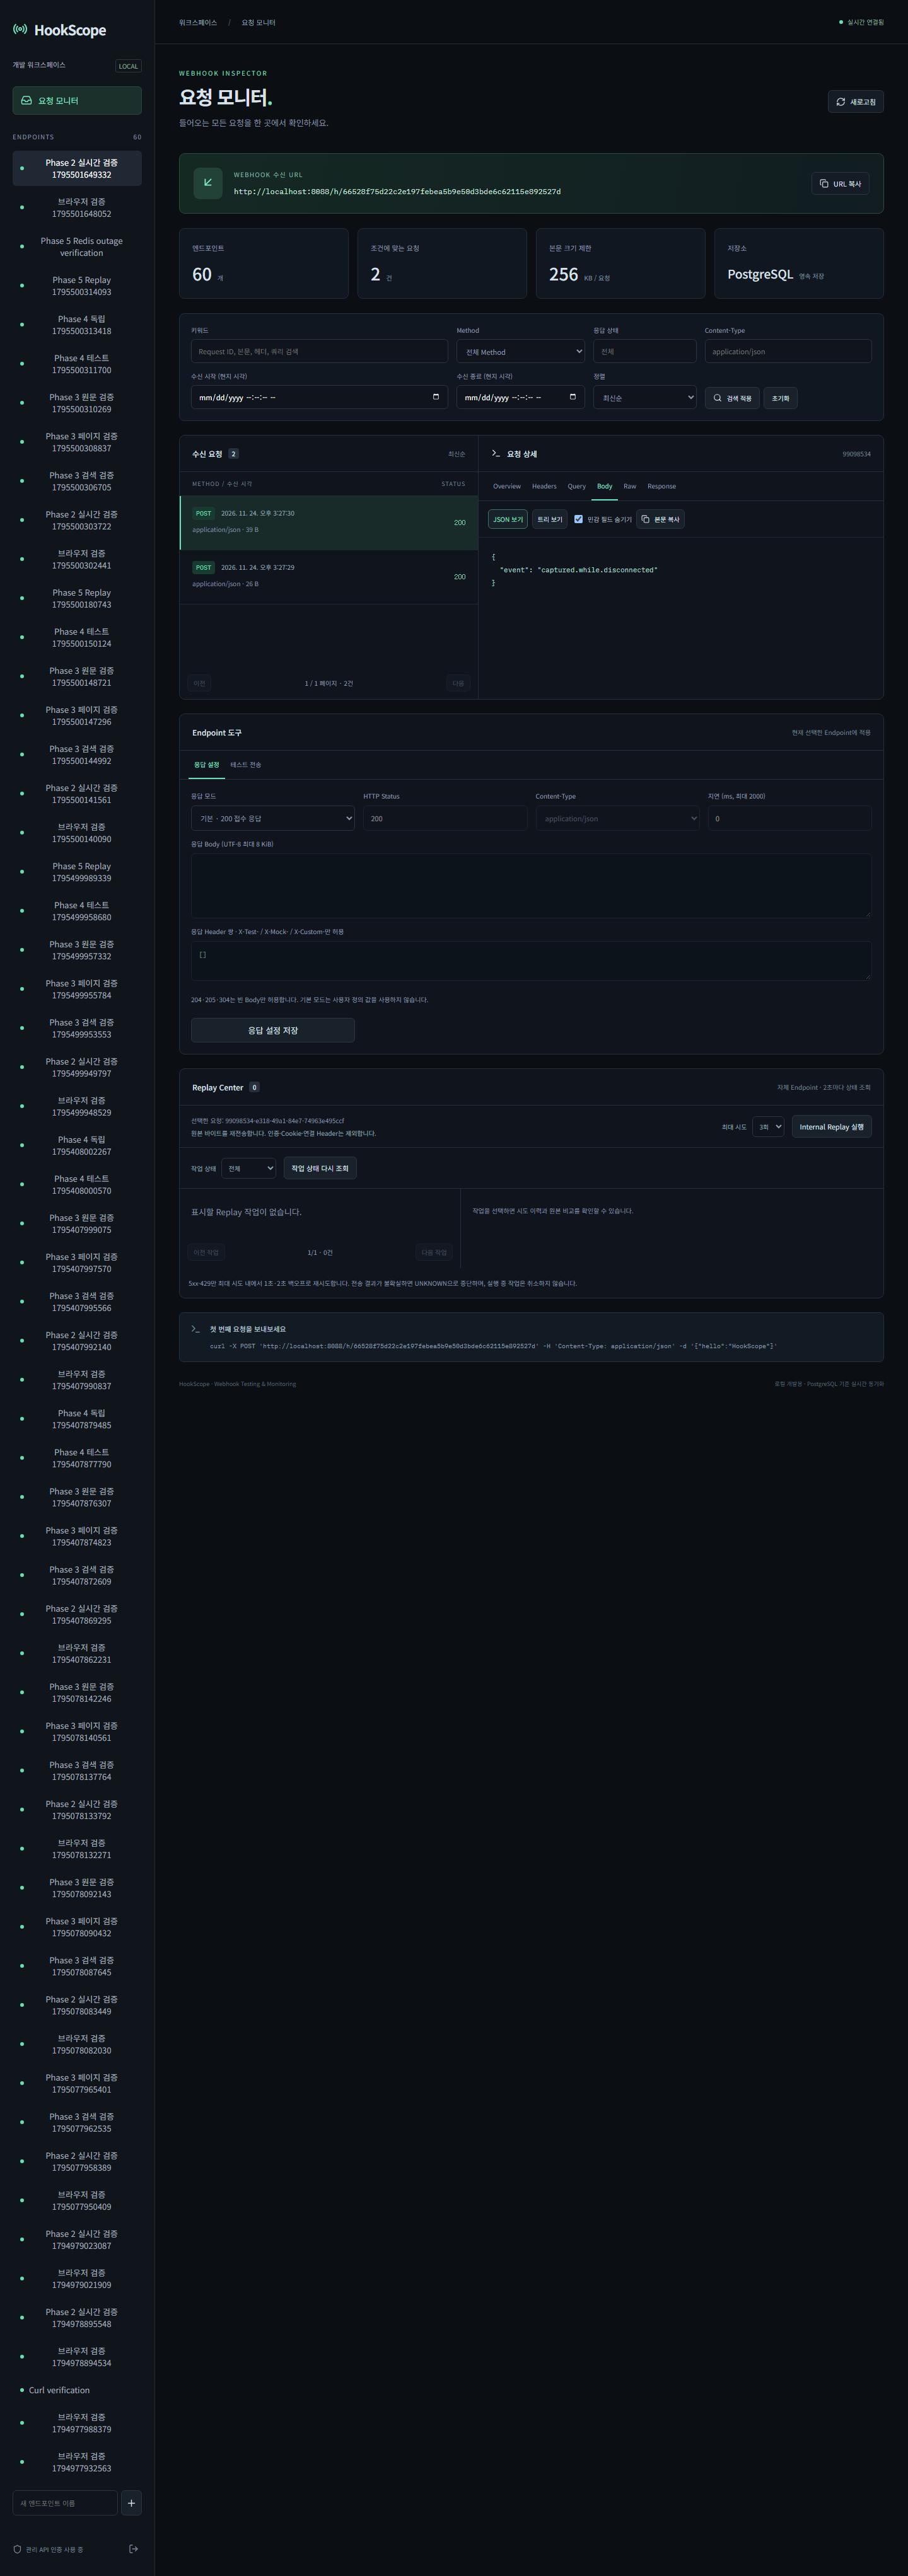 HookScope
개발 워크스페이스
LOCAL
요청 모니터
ENDPOINTS 60
Phase 2 실시간 검증
1795501649332
브라우저 검증
1795501648052
Phase 5 Redis outage
verification
Phase 5 Replay
1795500314093
Phase 4 독립
1795500313418
Phase 4 테스트
1795500311700
Phase 3 원문 검증
1795500310269
Phase 3 페이지 검증
1795500308837
Phase 3 검색 검증
1795500306705
Phase 2 실시간 검증
1795500303722
브라우저 검증
1795500302441
Phase 5 Replay
1795500180743
Phase 4 테스트
1795500150124
Phase 3 원문 검증
1795500148721
Phase 3 페이지 검증
1795500147296
Phase 3 검색 검증
1795500144992
Phase 2 실시간 검증
1795500141561
브라우저 검증
1795500140090
Phase 5 Replay
1795499989339
Phase 4 테스트
1795499958680
Phase 3 원문 검증
1795499957332
Phase 3 페이지 검증
1795499955784
Phase 3 검색 검증
1795499953553
Phase 2 실시간 검증
1795499949797
브라우저 검증
1795499948529
Phase 4 독립
1795408002267
Phase 4 테스트
1795408000570
Phase 3 원문 검증
1795407999075
Phase 3 페이지 검증
1795407997570
Phase 3 검색 검증
1795407995566
Phase 2 실시간 검증
1795407992140
브라우저 검증
1795407990837
Phase 4 독립
1795407879485
Phase 4 테스트
1795407877790
Phase 3 원문 검증
1795407876307
Phase 3 페이지 검증
1795407874823
Phase 3 검색 검증
1795407872609
Phase 2 실시간 검증
1795407869295
브라우저 검증
1795407862231
Phase 3 원문 검증
1795078142246
Phase 3 페이지 검증
1795078140561
Phase 3 검색 검증
1795078137764
Phase 2 실시간 검증
1795078133792
브라우저 검증
1795078132271
Phase 3 원문 검증
1795078092143
Phase 3 페이지 검증
1795078090432
Phase 3 검색 검증
1795078087645
Phase 2 실시간 검증
1795078083449
브라우저 검증
1795078082030
Phase 3 페이지 검증
1795077965401
Phase 3 검색 검증
1795077962535
Phase 2 실시간 검증
1795077958389
브라우저 검증
1795077950409
Phase 2 실시간 검증
1794979023087
브라우저 검증
1794979021909
Phase 2 실시간 검증
1794978895548
브라우저 검증
1794978894534
Curl verification
브라우저 검증
1794977988379
브라우저 검증
1794977932563
새 엔드포인트 이름
관리 API 인증 사용 중
워크스페이스 / 요청 모니터
실시간 연결됨
WEBHOOK INSPECTOR
요청 모니터.
들어오는 모든 요청을 한 곳에서 확인하세요.
새로고침
WEBHOOK 수신 URL
http://localhost:8088/h/66528f75d22c2e197febea5b9e50d3bde6c62115e892527d
URL 복사
엔드포인트
60 개
조건에 맞는 요청
2 건
본문 크기 제한
256 KB / 요청
저장소
PostgreSQL 영속 저장
키워드 Method 응답 상태 Content-Type
Request ID, 본문, 헤더, 쿼리 검색 전체 Method 전체 application/json
수신 시작 (현지 시각) 수신 종료 (현지 시각) 정렬
mm/dd/yyyy --:--:-- -- mm/dd/yyyy --:--:-- -- 최신순 검색 적용 초기화
수신 요청 2 최신순
METHOD / 수신 시각 STATUS
POST 2026. 11. 24. 오후 3:27:30
application/json · 39 B
200
POST 2026. 11. 24. 오후 3:27:29
application/json · 26 B
200
이전 1 / 1 페이지 · 2건 다음
요청 상세 99098534
Overview Headers Query Body Raw Response
JSON 보기 트리 보기 민감 필드 숨기기 본문 복사
{
"event": "captured.while.disconnected"
}
Endpoint 도구 현재 선택한 Endpoint에 적용
응답 설정 테스트 전송
응답 모드 HTTP Status Content-Type 지연 (ms, 최대 2000)
기본 · 200 접수 응답 200 application/json 0
응답 Body (UTF-8 최대 8 KiB)
응답 Header 쌍 · X-Test- / X-Mock- / X-Custom-만 허용
[]
204·205·304는 빈 Body만 허용합니다. 기본 모드는 사용자 정의 값을 사용하지 않습니다.
응답 설정 저장
Replay Center 0 자체 Endpoint · 2초마다 상태 조회
선택한 요청: 99098534-e318-49a1-84e7-74963e495ccf
원본 바이트를 재전송합니다. 인증·Cookie·연결 Header는 제외합니다.
최대 시도 3회 Internal Replay 실행
작업 상태 전체 작업 상태 다시 조회
표시할 Replay 작업이 없습니다.
이전 작업 1/1 · 0건 다음 작업
작업을 선택하면 시도 이력과 원본 비교를 확인할 수 있습니다.
5xx·429만 최대 시도 내에서 1초·2초 백오프로 재시도합니다. 전송 결과가 불확실하면 UNKNOWN으로 중단하며, 실행 중 작업은 취소하지 않습니다.
첫 번째 요청을 보내보세요
curl -X POST 'http://localhost:8088/h/66528f75d22c2e197febea5b9e50d3bde6c62115e892527d' -H 'Content-Type: application/json' -d '{"hello":"HookScope"}'
HookScope · Webhook Testing & Monitoring
로컬 개발용 · PostgreSQL 기준 실시간 동기화